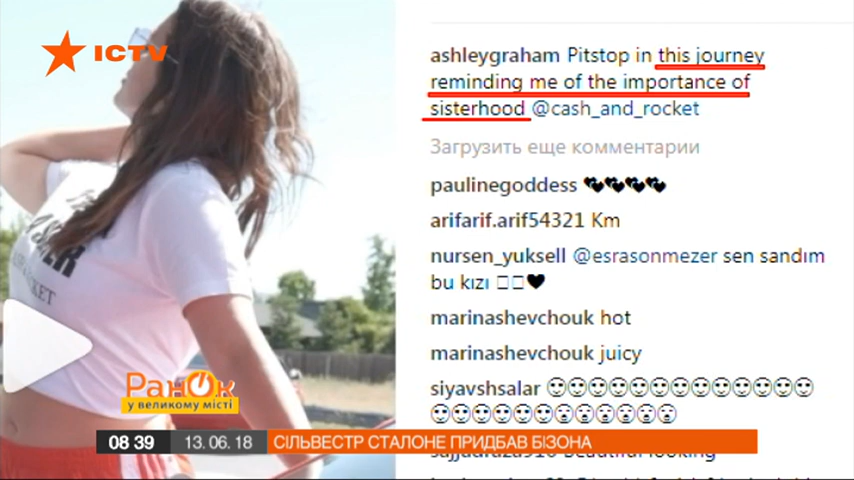 ICTV
ashleygraham Pitstop in this journey
reminding me of the importance of
sisterhood @cash_and_rocket
Загрузить еще комментарии
paulinegoddess
arifarif.arif54321 Km
nursen_yuksell @esrasonmezer sen sandım
bu kızı
marinashevchouk hot
marinashevchouk juicy
siyavshsalar
РанОк
у великому місті
08 39 13.06.18 СІЛЬВЕСТР СТАЛОНЕ ПРИДБАВ БІЗОНА
looking